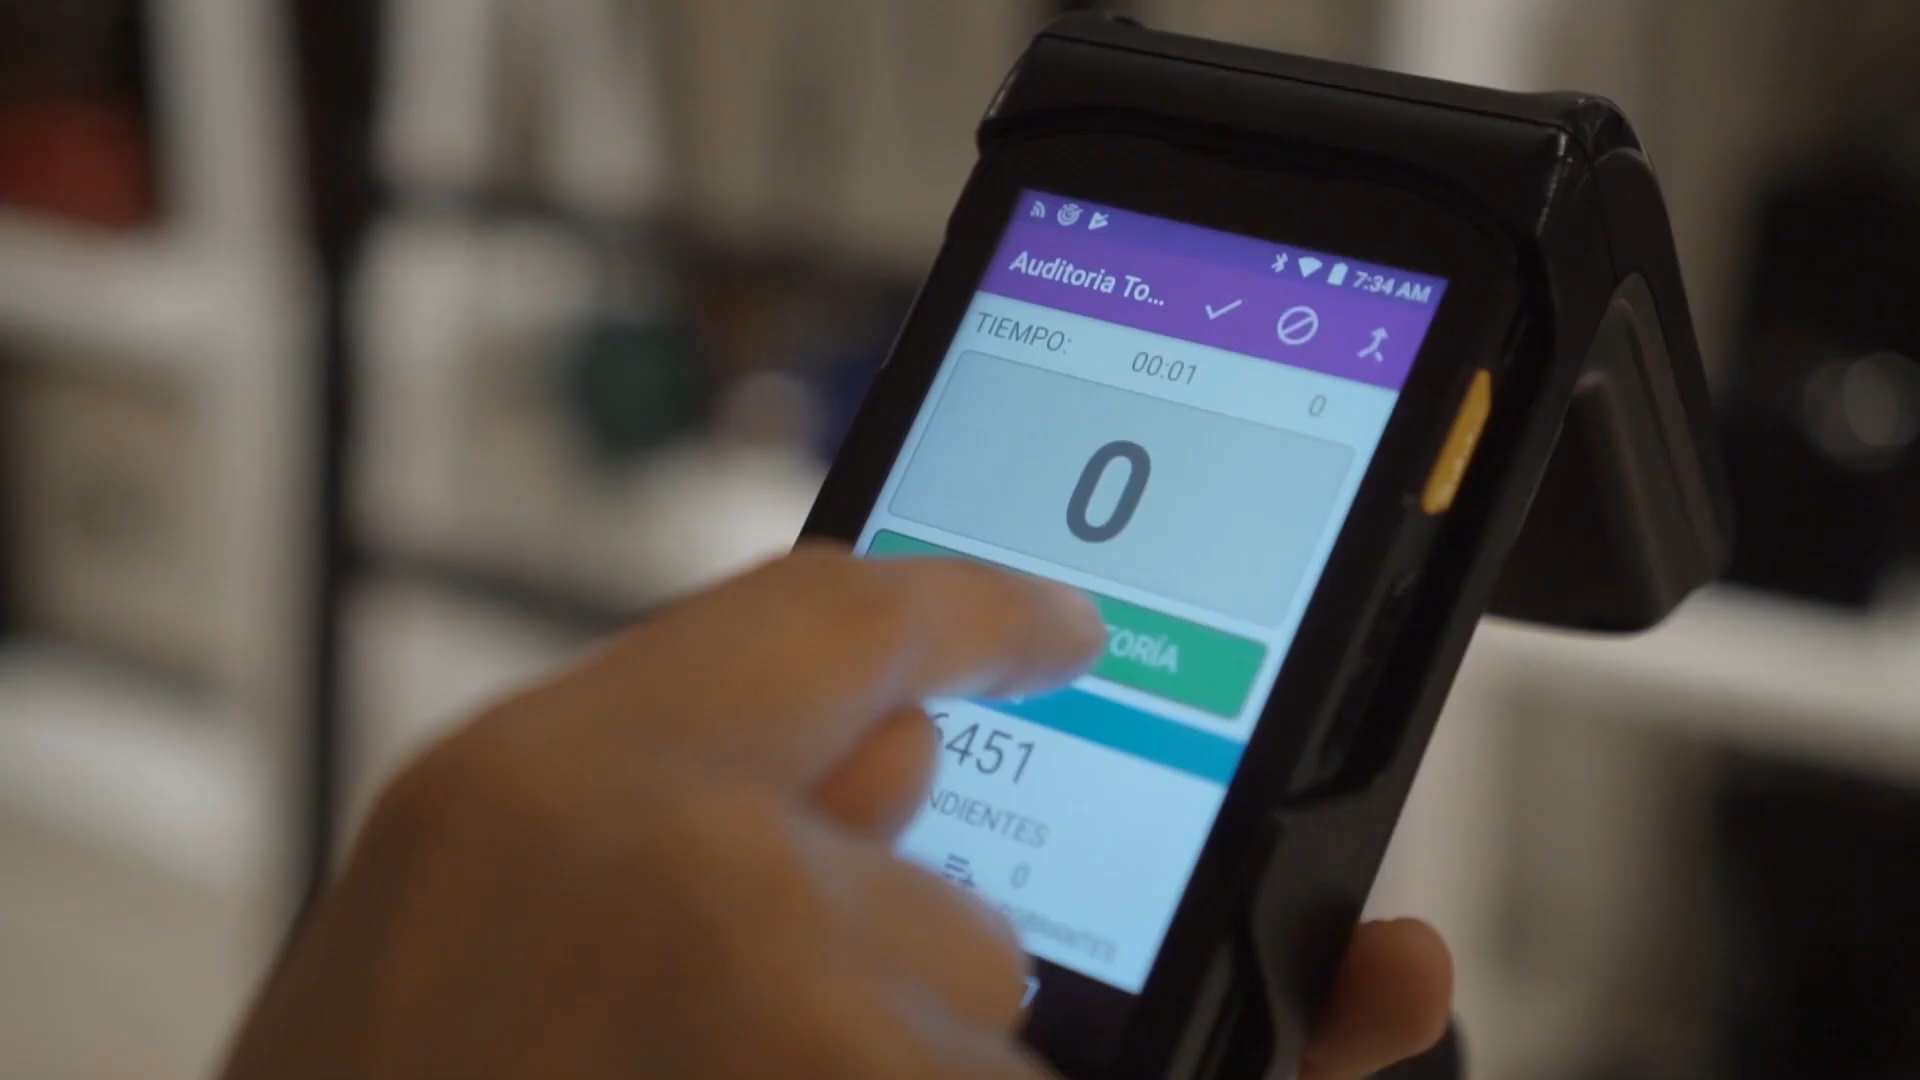 7:34 AM
Auditoria To...
TIEMPO:
00:01
0
0
TORÍA
6451
NDIENTES
0